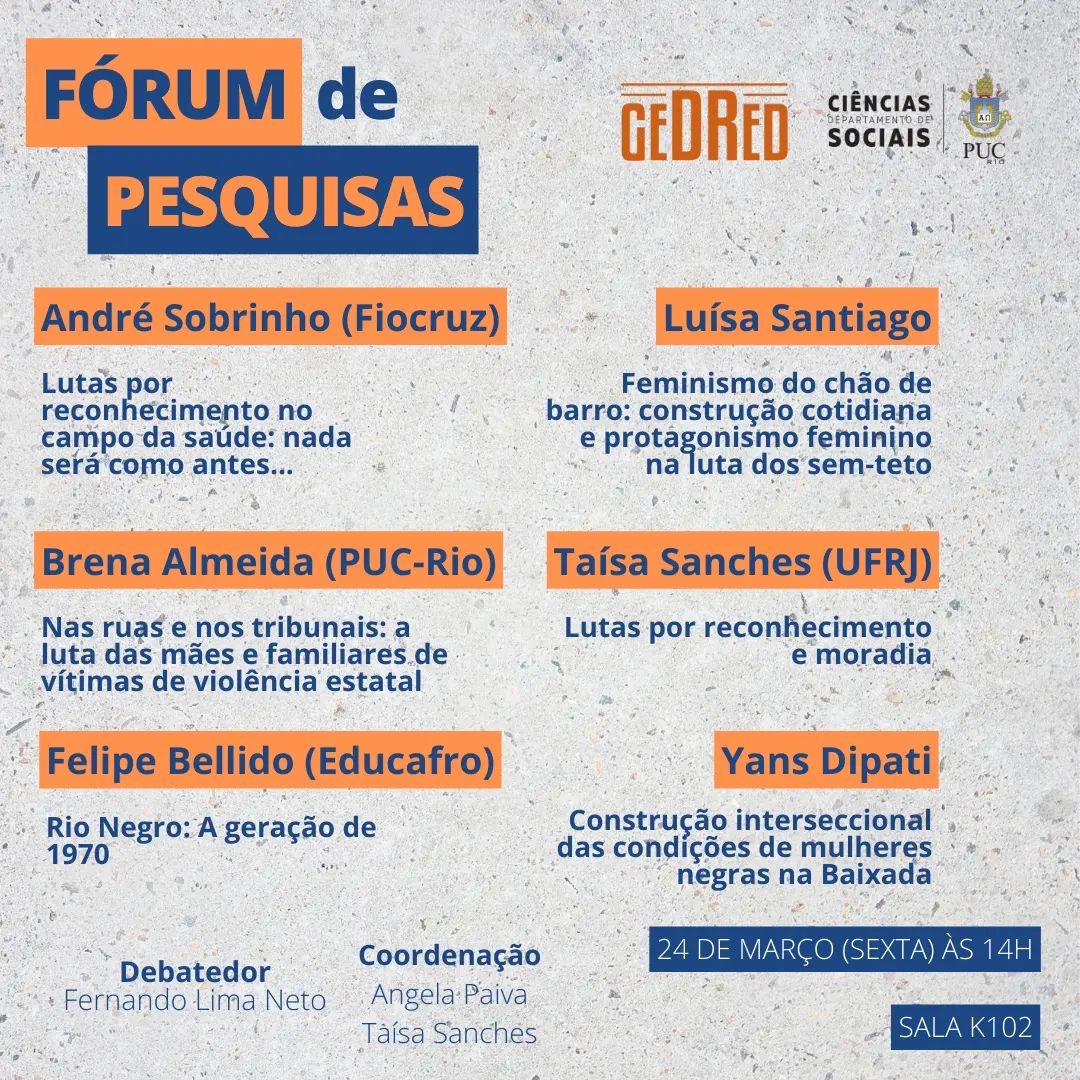 FÓRUM de
PESQUISAS
GEDRED
CIÊNCIAS
DEPARTAMENTO DE
SOCIAIS
PUC
RIO
André Sobrinho (Fiocruz)
Lutas por
reconhecimento no
campo da saúde: nada
será como antes...
Luísa Santiago
Feminismo do chão de
barro: construção cotidiana
e protagonismo feminino
na luta dos sem-teto
Brena Almeida (PUC-Rio)
Nas ruas e nos tribunais: a
luta das mães e familiares de
vítimas de violência estatal
Taísa Sanches (UFRJ)
Lutas por reconhecimento
e moradia
Felipe Bellido (Educafro)
Rio Negro: A geração de
1970
Yans Dipati
Construção interseccional
das condições de mulheres
negras na Baixada
Debatedor
Fernando Lima Neto
Coordenação
Angela Paiva
Taísa Sanches
24 DE MARÇO (SEXTA) ÀS 14H
SALA K102